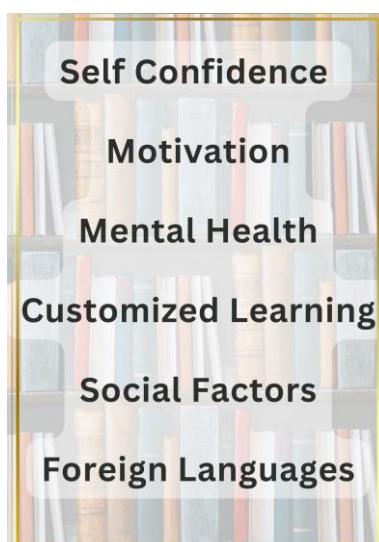 Self Confidence
Motivation
Mental Health
Customized Learning
Social Factors
Foreign Languages